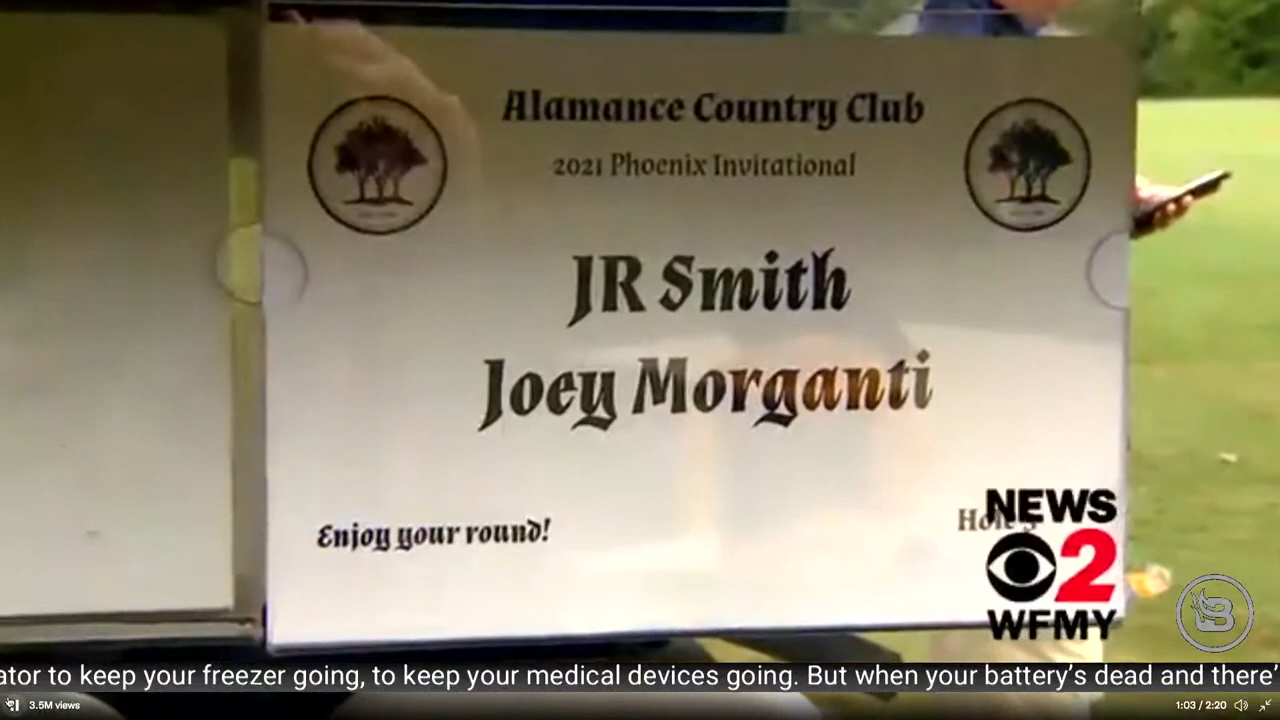 Alamance Country Club
2021 Phoenix Invitational
JR Smith
Joey Morganti
Enjoy your round!
NEWS
2
WFMY
B
ator to keep your freezer going, to keep your medical devices going. But when your battery’s dead and there’
3.5M views
1:03 / 2:20